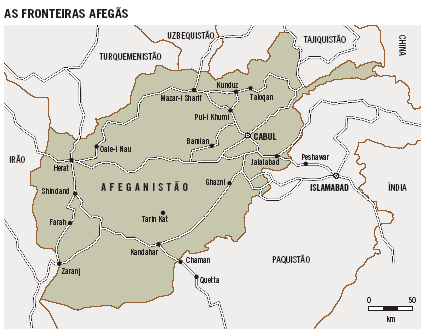 AS FRONTEIRAS AFEGÃS
UZBEQUISTÃO
TAJIQUISTÃO
CHINA
TURQUEMENISTÃO
Kunduz
Taloqan
Mazar-I Sharif
Pul-I Khumi
CABUL
Qale-I Nau
Bamian
Jalalabad
Peshawar
IRÃO
Herat
ISLAMABAD
ÍNDIA
Shindand
AFEGANISTÃO
Ghazni
Farah
Tarin Kat
Kandahar
Chaman
PAQUISTÃO
Zaranj
Quetta
0 50
km